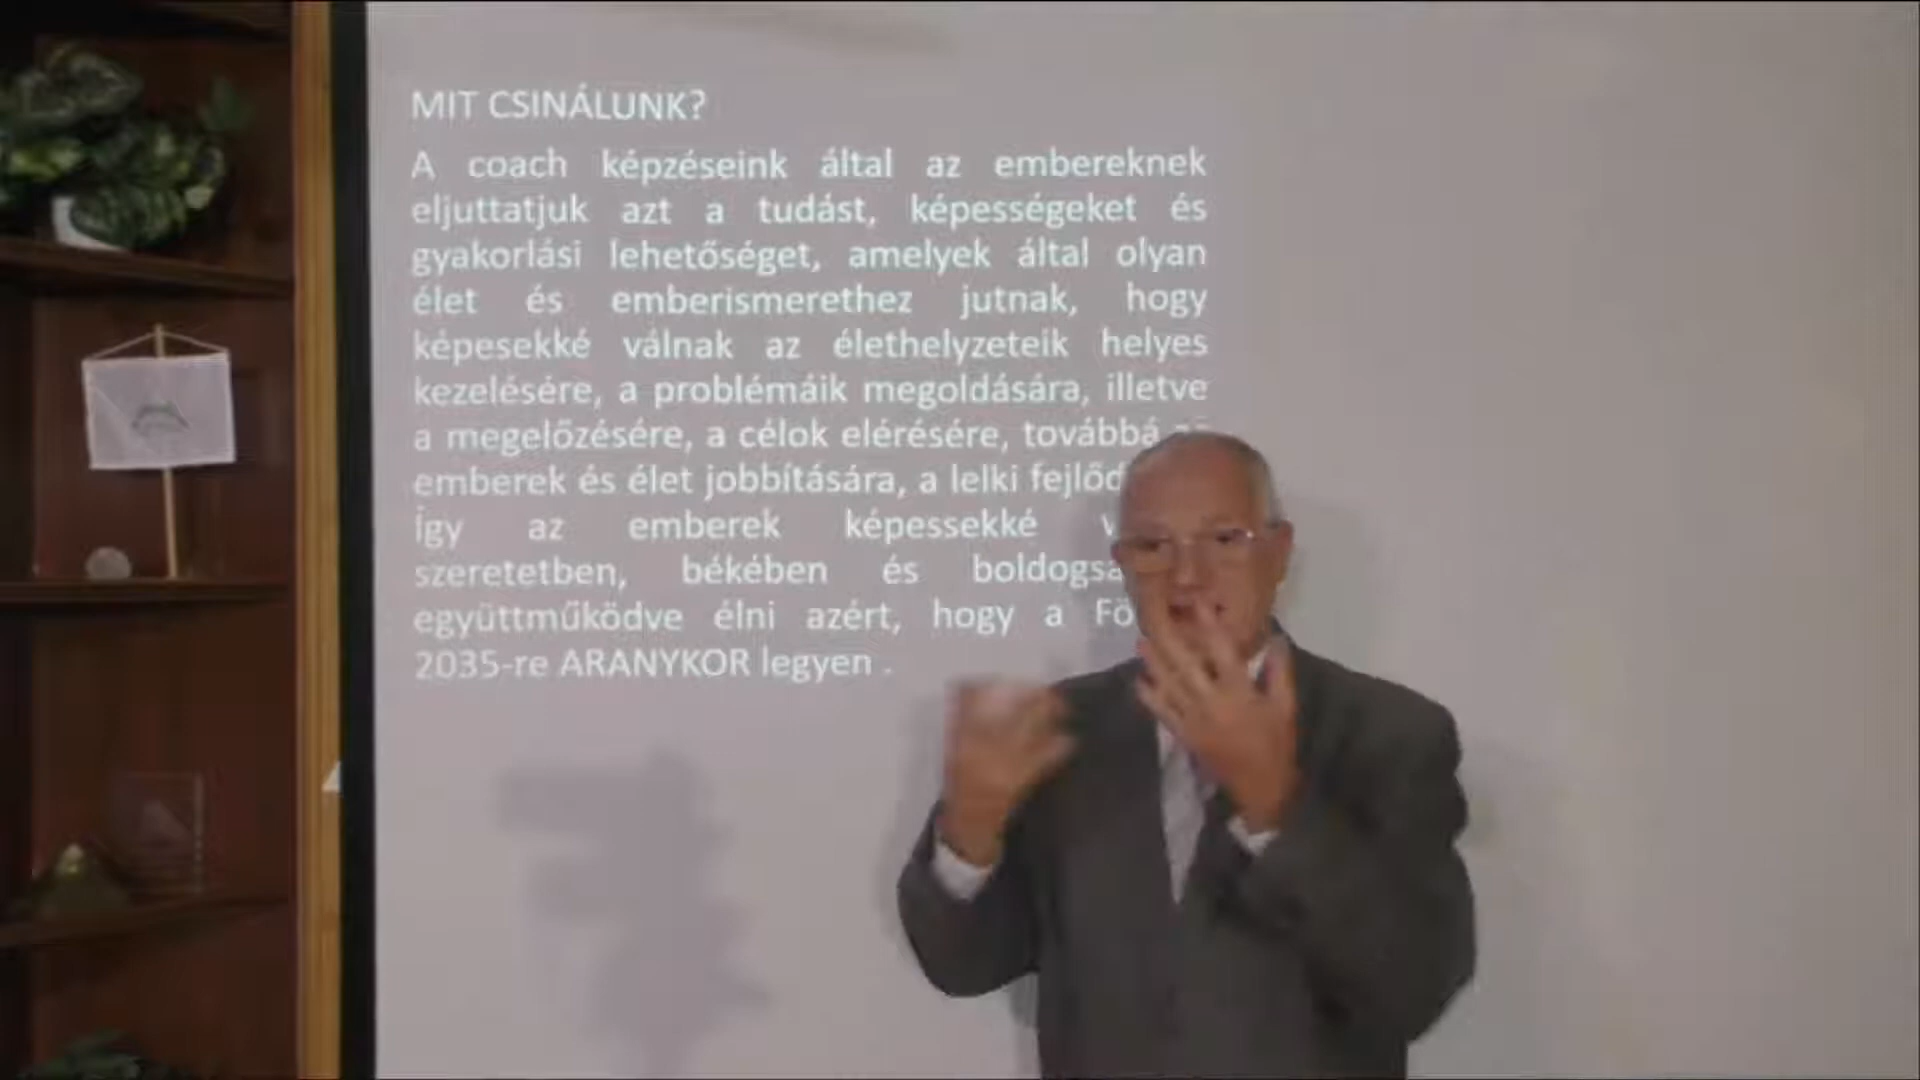 MIT CSINÁLUNK?
A coach képzéseink által az embereknek
eljuttatjuk azt a tudást, képességeket és
gyakorlási lehetőséget, amelyek által olyan
élet és emberismerethez jutnak, hogy
képesekké válnak az élethelyzeteik helyes
kezelésére, a problémáik megoldására, illetve
a megelőzésére, a célok elérésére, továbbá
emberek és élet jobbítására, a lelki
Így az emberek képessekké
szeretetben, békében és
együttműködve élni azért, hogy a
2035-re ARANYKOR legyen .